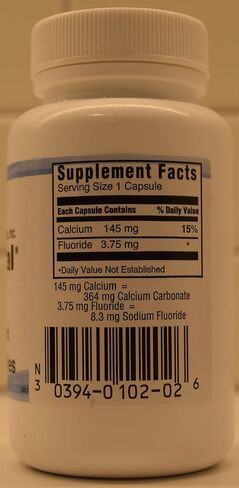 Supplement Facts
Serving Size 1 Capsule
Each Capsule Contains % Daily Value
Calcium 145 mg 15%
Fluoride 3.75 mg *
*Daily Value Not Established
145 mg Calcium =
364 mg Calcium Carbonate
3.75 mg Fluoride =
8.3 mg Sodium Fluoride
N
3 0394-0102-02 6